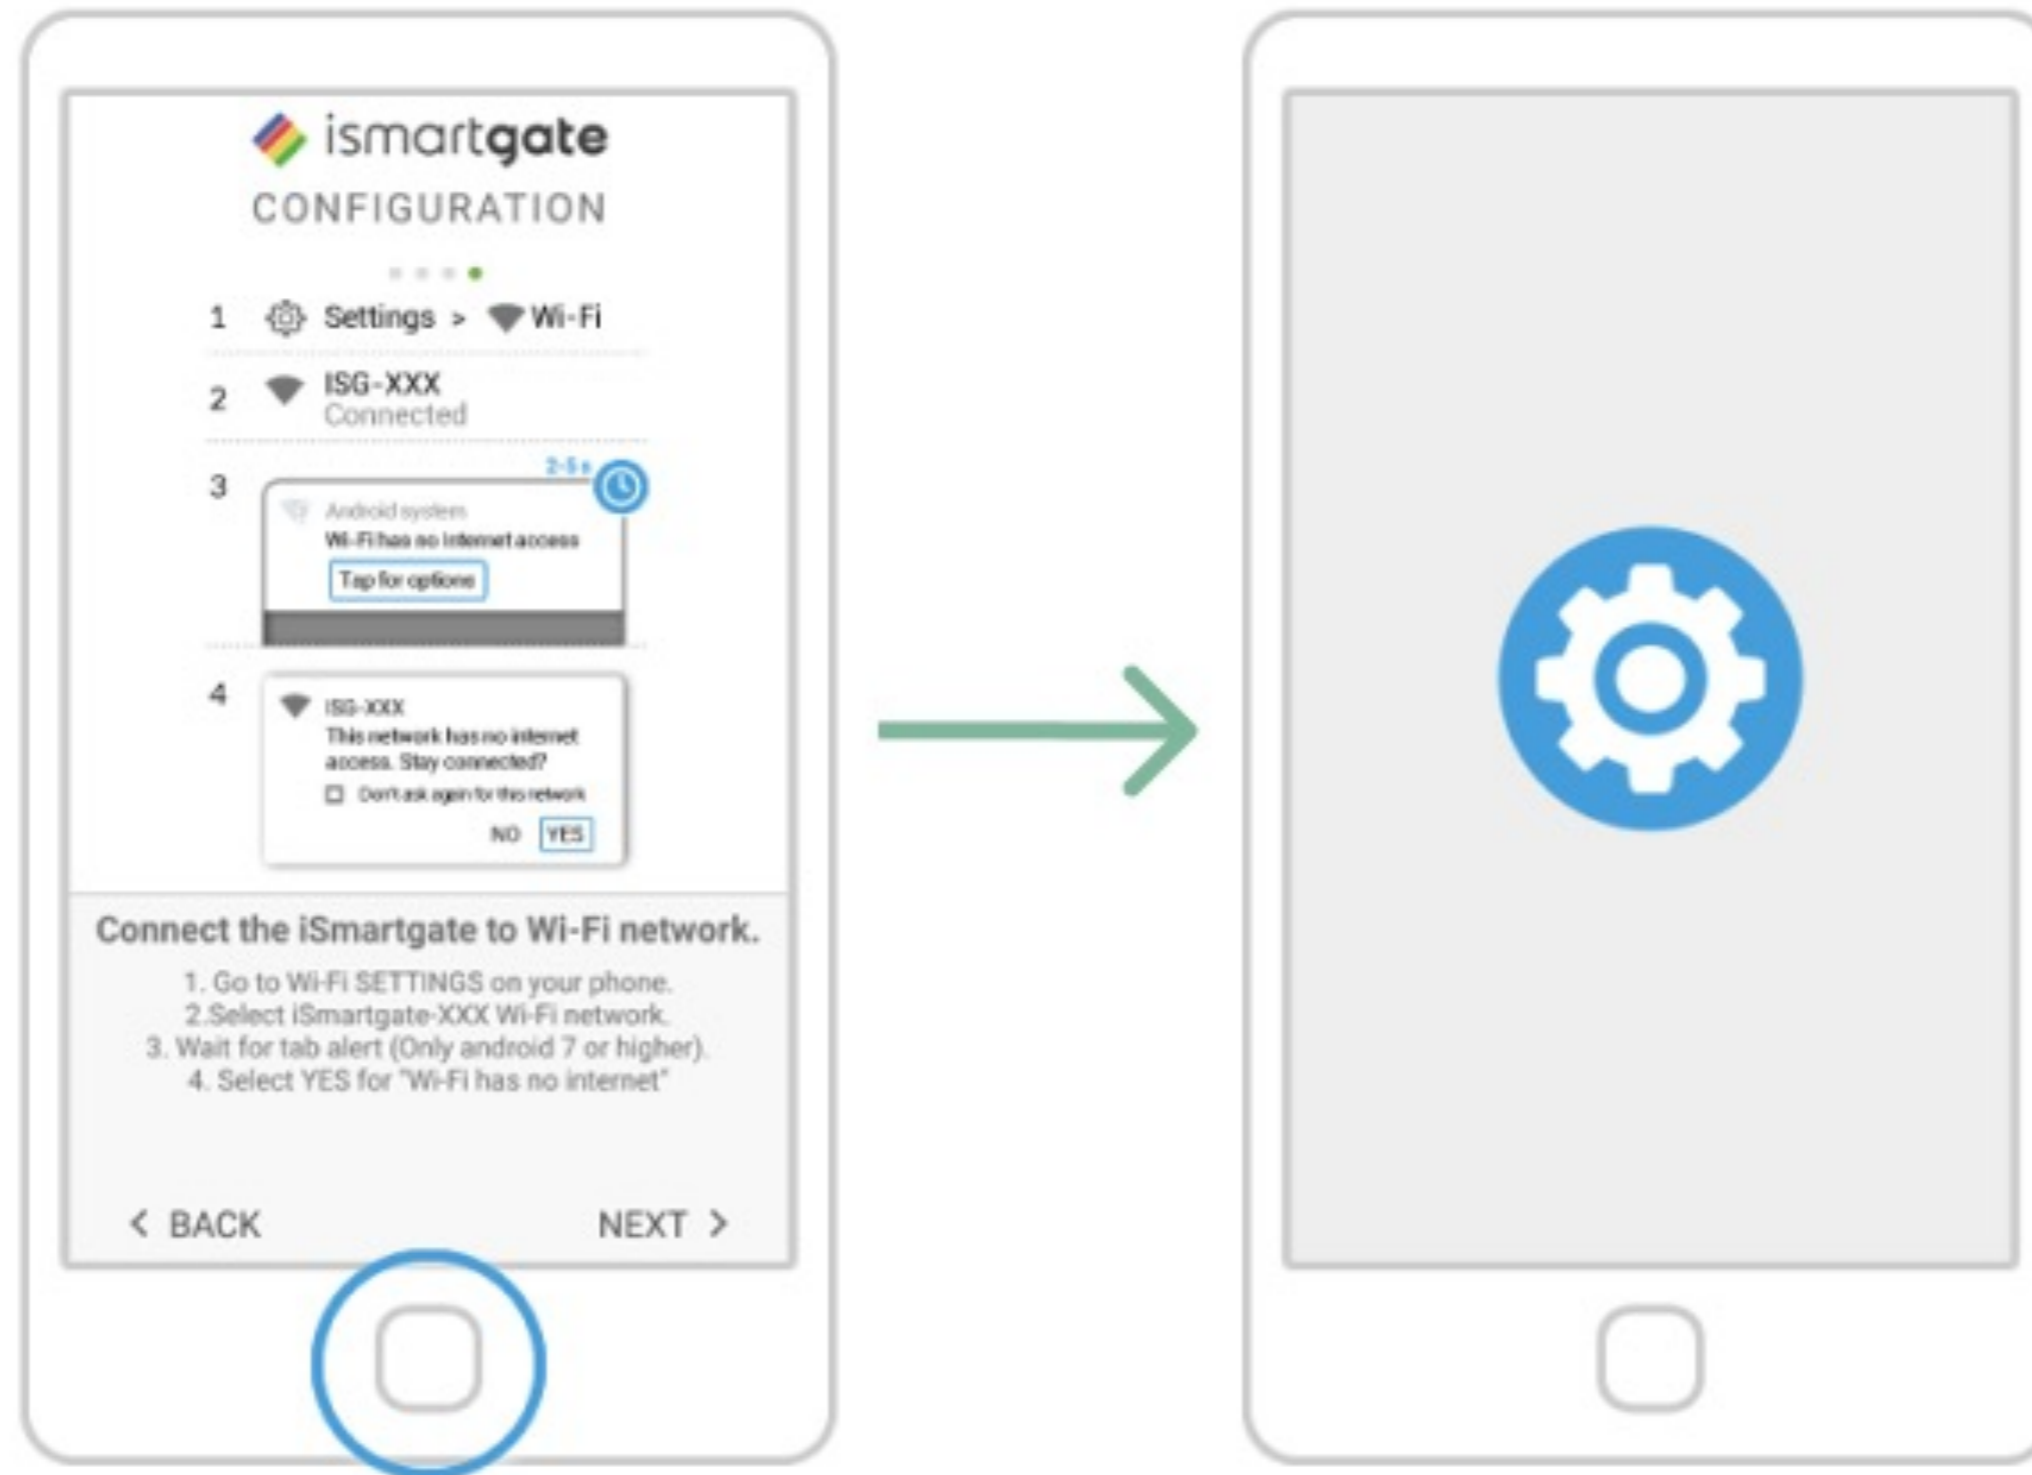 ismartgate
CONFIGURATION
1 Settings > Wi-Fi
2 ISG-XXX
Connected
3 2-5 s
Android system
Wi-Fi has no internet access
Tap for options
4 ISG-XXX
This network has no internet
access. Stay connected?
Don't ask again for this network
NO YES
Connect the iSmartgate to Wi-Fi network.
1. Go to Wi-Fi SETTINGS on your phone.
2.Select iSmartgate-XXX Wi-Fi network.
3. Wait for tab alert (Only android 7 or higher).
4. Select YES for "Wi-Fi has no internet"
< BACK NEXT >